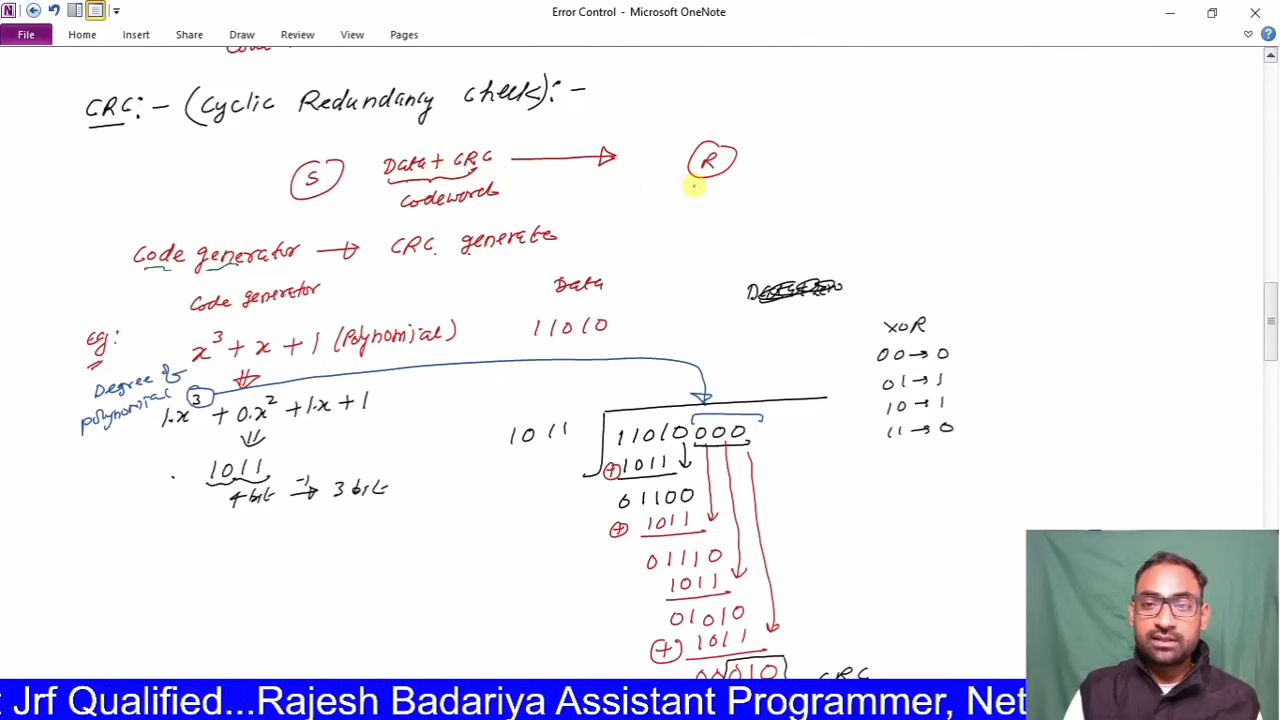 Error Control - Microsoft OneNote
File Home Insert Share Draw Review View Pages
CRC:- (Cyclic Redundancy Check):-
S Data + CRC R
Codeword
Code generator → CRC generate
Code generator Data
eg: x³ + x + 1 (Polynomial) 11010
Degree of polynomial
1.x³ + 0.x² + 1.x + 1
1011
4 bit -1→ 3 bit
1011 11010000
⊕1011
01100
⊕ 1011
01110
1011
01010
⊕ 1011
00010 CRC
XOR
00→0
01→1
10→1
11→0
Jrf Qualified...Rajesh Badariya Assistant Programmer, Net